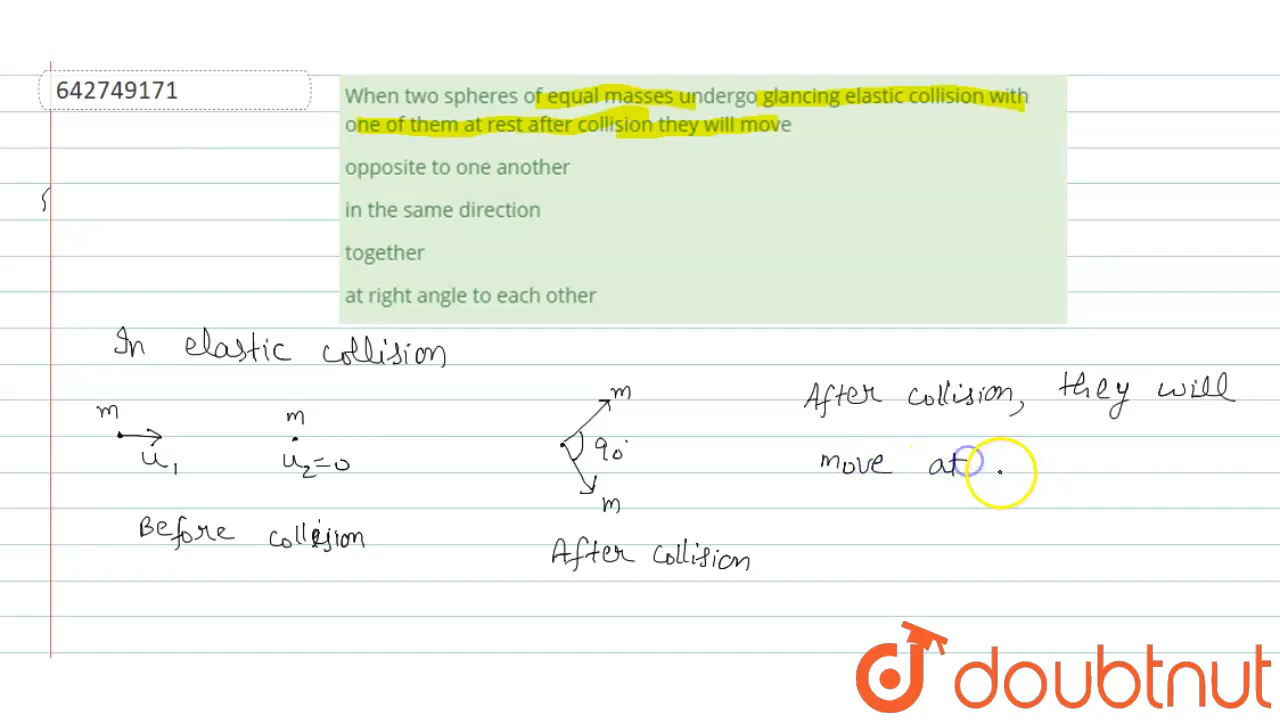 642749171
When two spheres of equal masses undergo glancing elastic collision with
one of them at rest after collision they will move
opposite to one another
in the same direction
together
at right angle to each other
In elastic collision
m
m
u1
u2=0
Before collision
m
90°
m
After collision
After collision, they will
move at
doubtnut